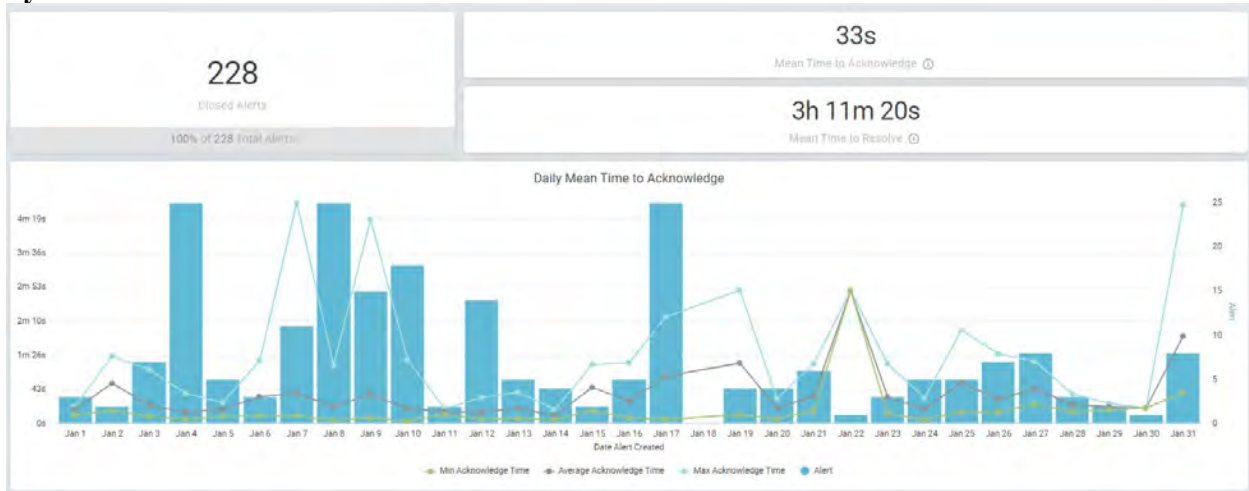 228
Closed Alerts
100% of 228 Total Alerts
33s
Mean Time to Acknowledge
3h 11m 20s
Mean Time to Resolve
Daily Mean Time to Acknowledge
4m 19s
3m 36s
2m 53s
2m 10s
1m 26s
42s
0s
25
20
15
10
5
0
Alert
Jan 1 Jan 2 Jan 3 Jan 4 Jan 5 Jan 6 Jan 7 Jan 8 Jan 9 Jan 10 Jan 11 Jan 12 Jan 13 Jan 14 Jan 15 Jan 16 Jan 17 Jan 18 Jan 19 Jan 20 Jan 21 Jan 22 Jan 23 Jan 24 Jan 25 Jan 26 Jan 27 Jan 28 Jan 29 Jan 30 Jan 31
Date Alert Created
Min Acknowledge Time Average Acknowledge Time Max Acknowledge Time Alert